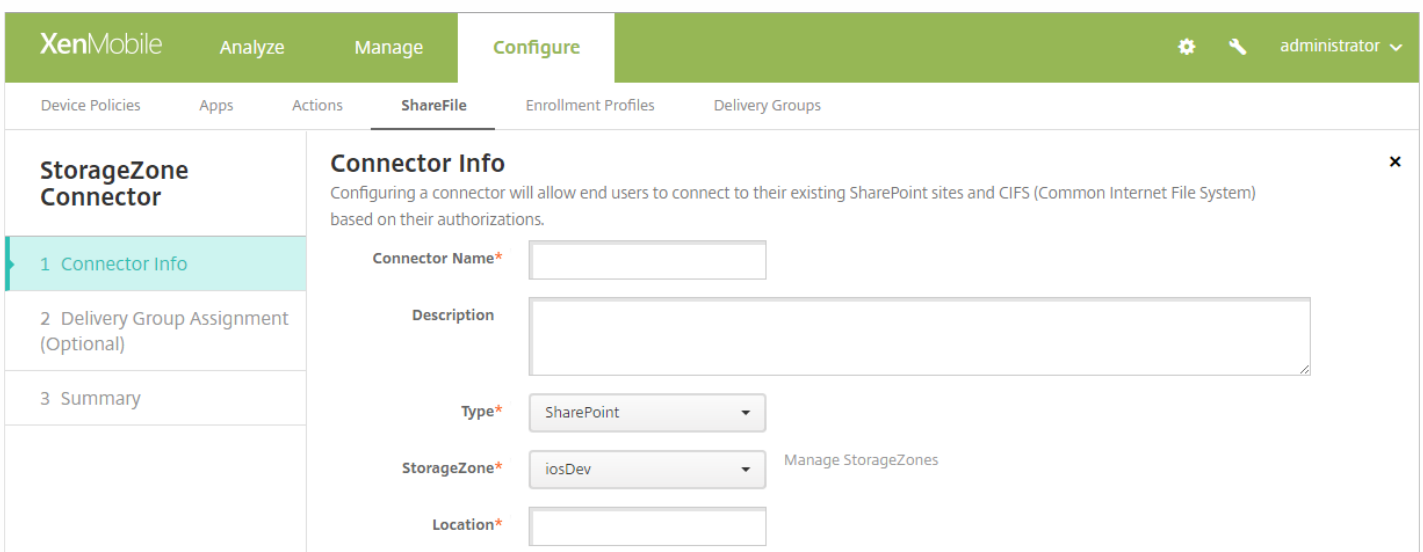 XenMobile Analyze Manage Configure administrator
Device Policies Apps Actions ShareFile Enrollment Profiles Delivery Groups
StorageZone
Connector
1 Connector Info
2 Delivery Group Assignment
(Optional)
3 Summary
Connector Info
Configuring a connector will allow end users to connect to their existing SharePoint sites and CIFS (Common Internet File System)
based on their authorizations.
Connector Name*
Description
Type* SharePoint
StorageZone* iosDev Manage StorageZones
Location*